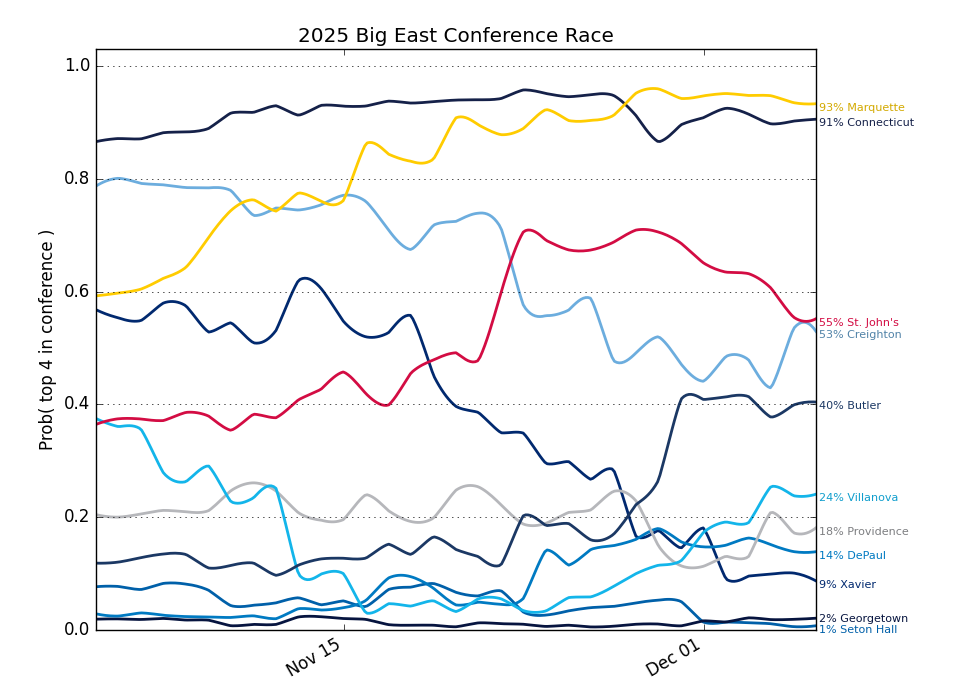 2025 Big East Conference Race
Prob( top 4 in conference )
1.0
0.8
0.6
0.4
0.2
0.0
Nov 15
Dec 01
93% Marquette
91% Connecticut
55% St. John's
53% Creighton
40% Butler
24% Villanova
18% Providence
14% DePaul
9% Xavier
2% Georgetown
1% Seton Hall